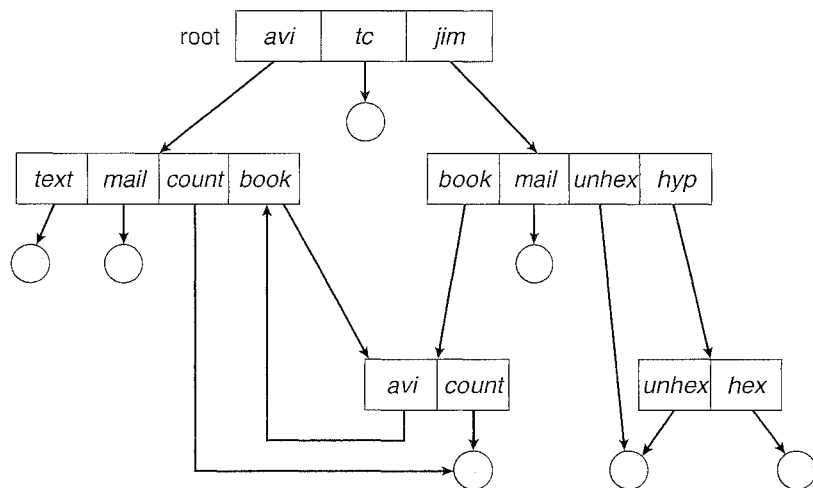 root avi tc jim
text mail count book
book mail unhex hyp
avi count
unhex hex